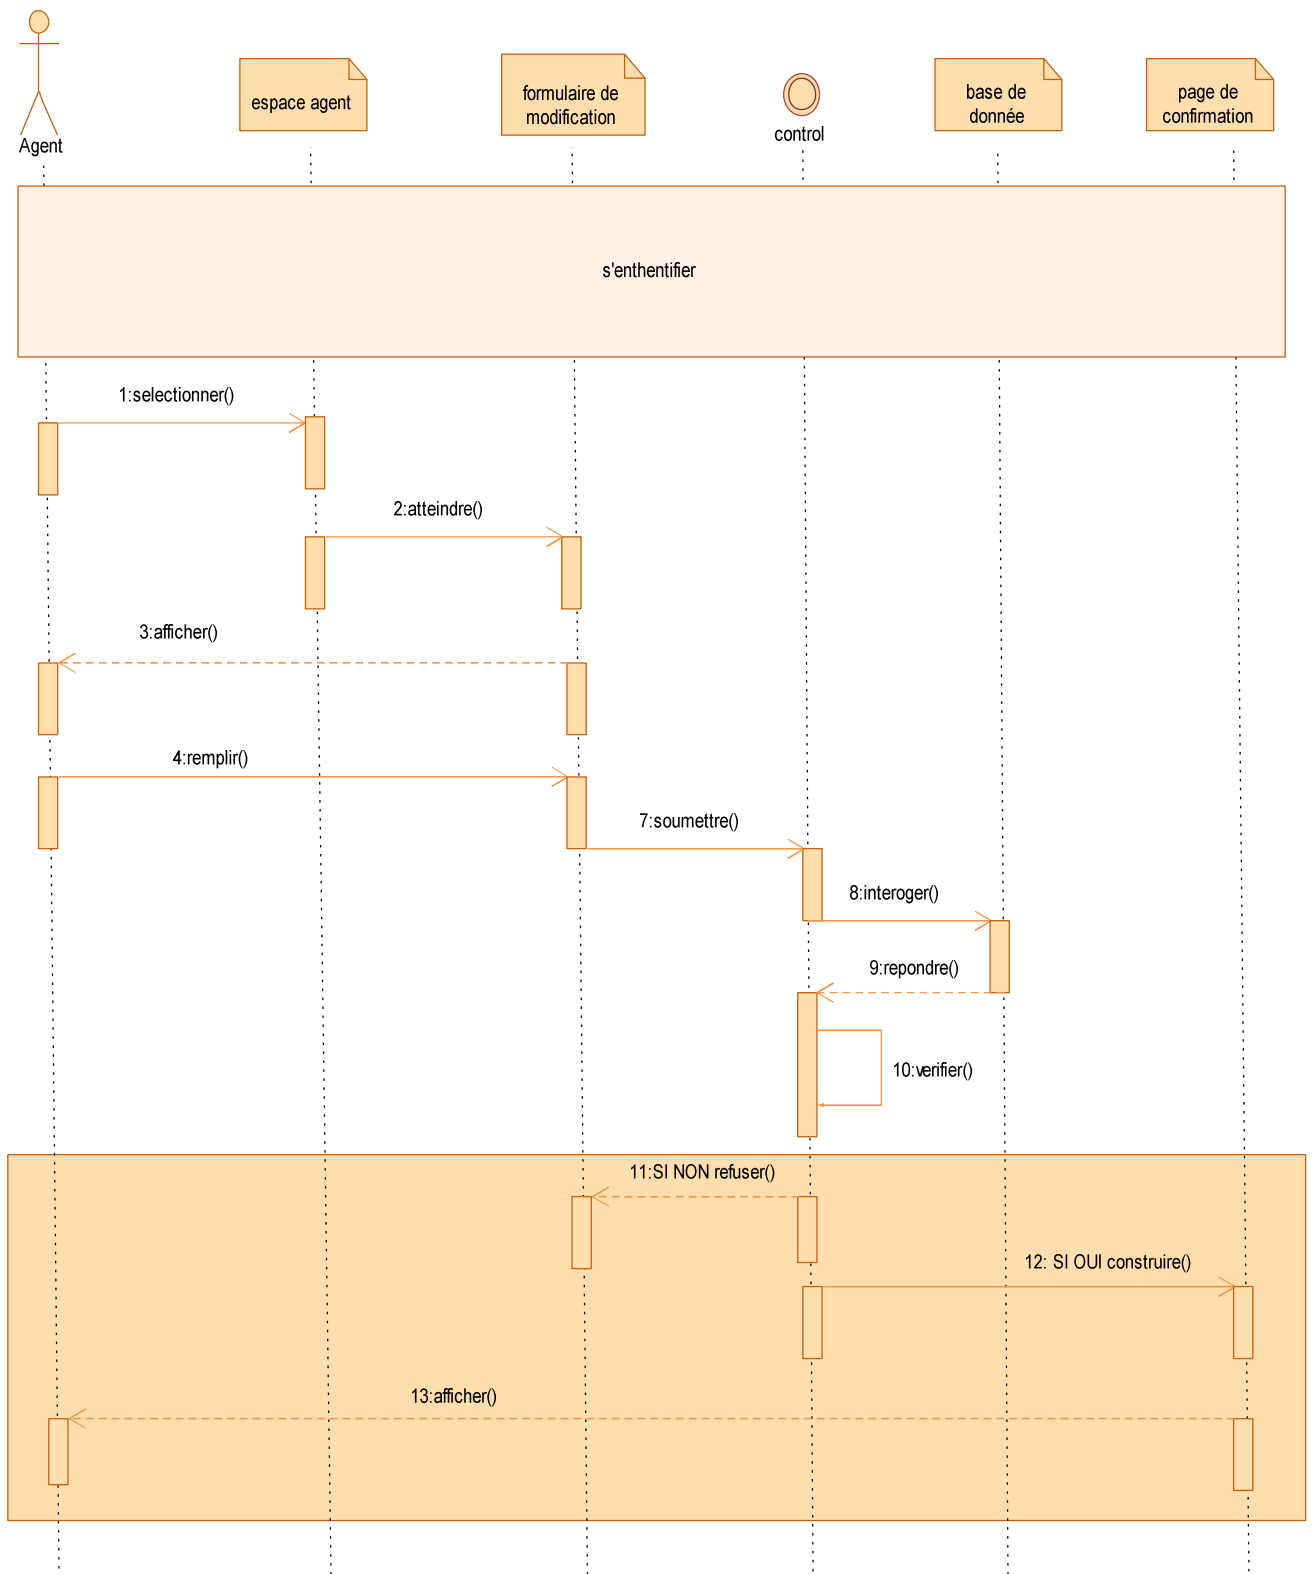 Agent
espace agent
formulaire de
modification
control
base de
donnée
page de
confirmation
s'enthentifier
1:selectionner()
2:atteindre()
3:afficher()
4:remplir()
7:soumettre()
8:interoger()
9:repondre()
10:verifier()
11:SI NON refuser()
12: SI OUI construire()
13:afficher()